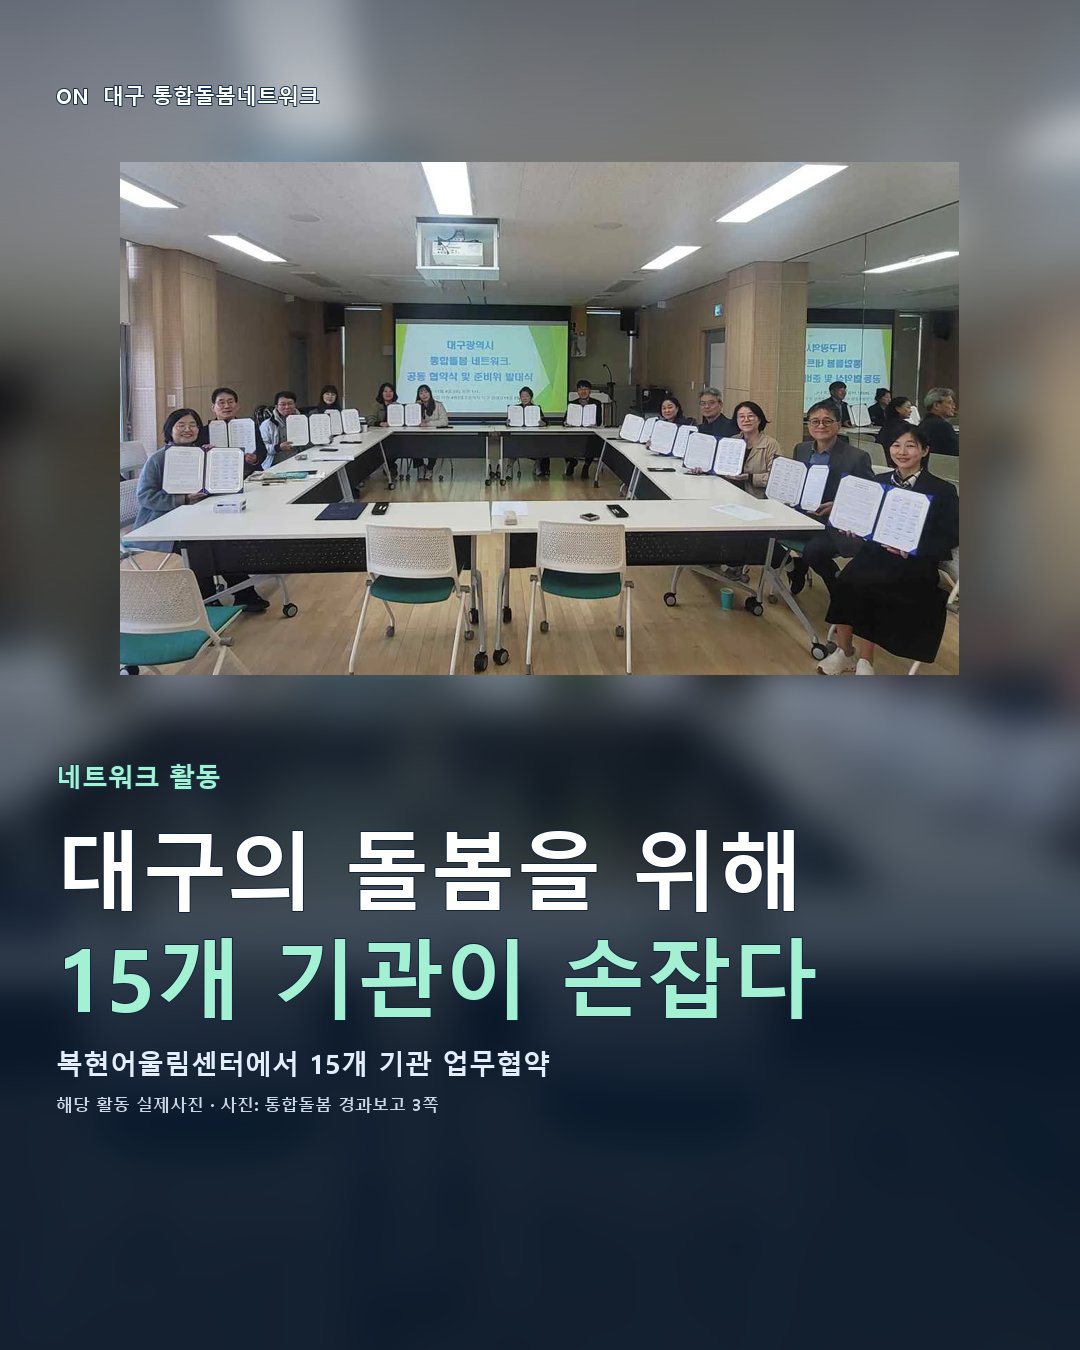 ON 대구 통합돌봄네트워크
대구광역시
통합돌봄 네트워크
공동 협약식 및 준비위 발대식
네트워크 활동
대구의 돌봄을 위해
15개 기관이 손잡다
복현어울림센터에서 15개 기관 업무협약
해당 활동 실제사진 · 사진: 통합돌봄 경과보고 3쪽